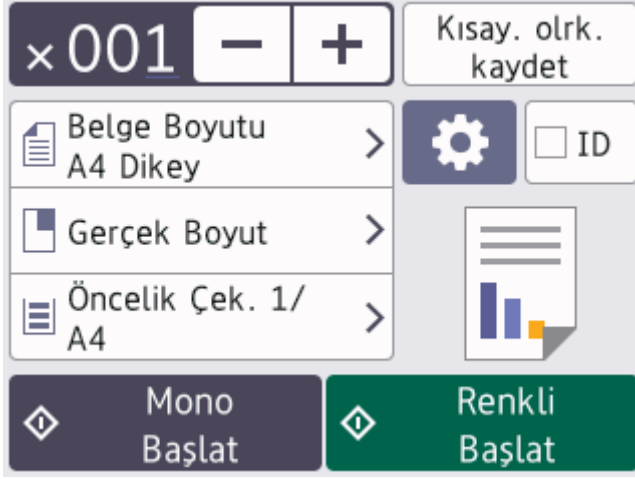 ×001
Kısay. olrk.
kaydet
Belge Boyutu
A4 Dikey
ID
Gerçek Boyut
Öncelik Çek. 1/
A4
Mono
Başlat
Renkli
Başlat